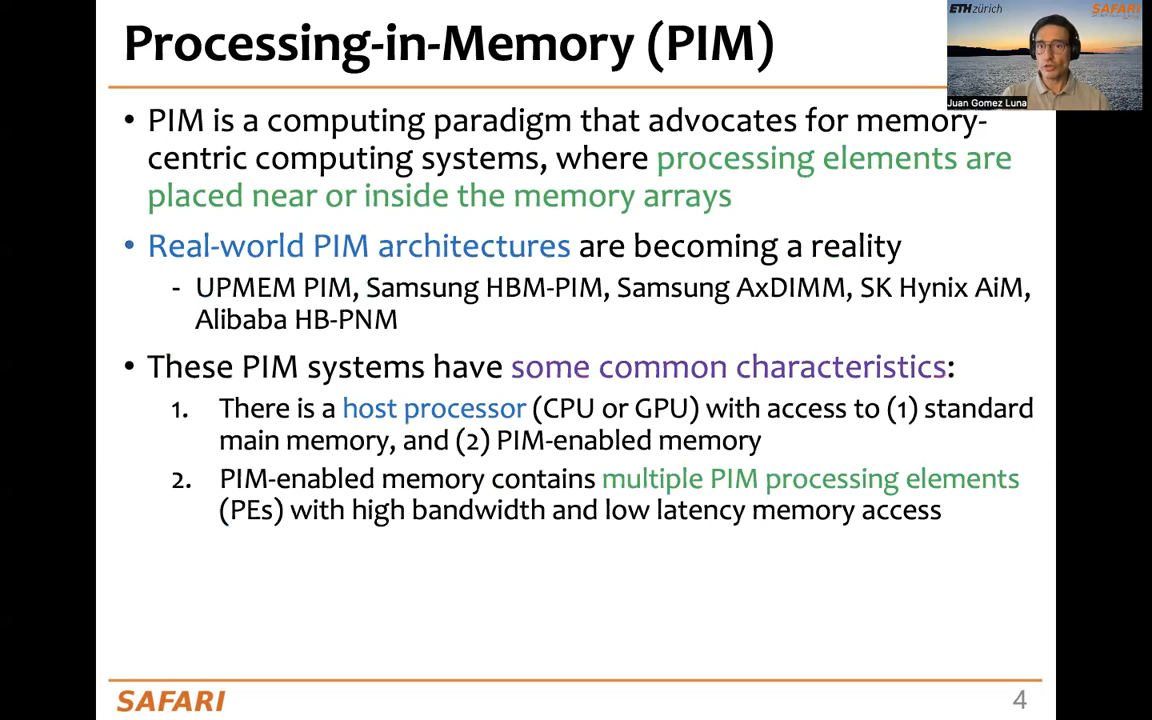 Processing-in-Memory (PIM)
ETH zürich
SAFARI
Juan Gomez Luna
• PIM is a computing paradigm that advocates for memory-
centric computing systems, where processing elements are
placed near or inside the memory arrays
• Real-world PIM architectures are becoming a reality
- UPMEM PIM, Samsung HBM-PIM, Samsung AxDIMM, SK Hynix AiM,
Alibaba HB-PNM
• These PIM systems have some common characteristics:
1. There is a host processor (CPU or GPU) with access to (1) standard
main memory, and (2) PIM-enabled memory
2. PIM-enabled memory contains multiple PIM processing elements
(PEs) with high bandwidth and low latency memory access
SAFARI
4